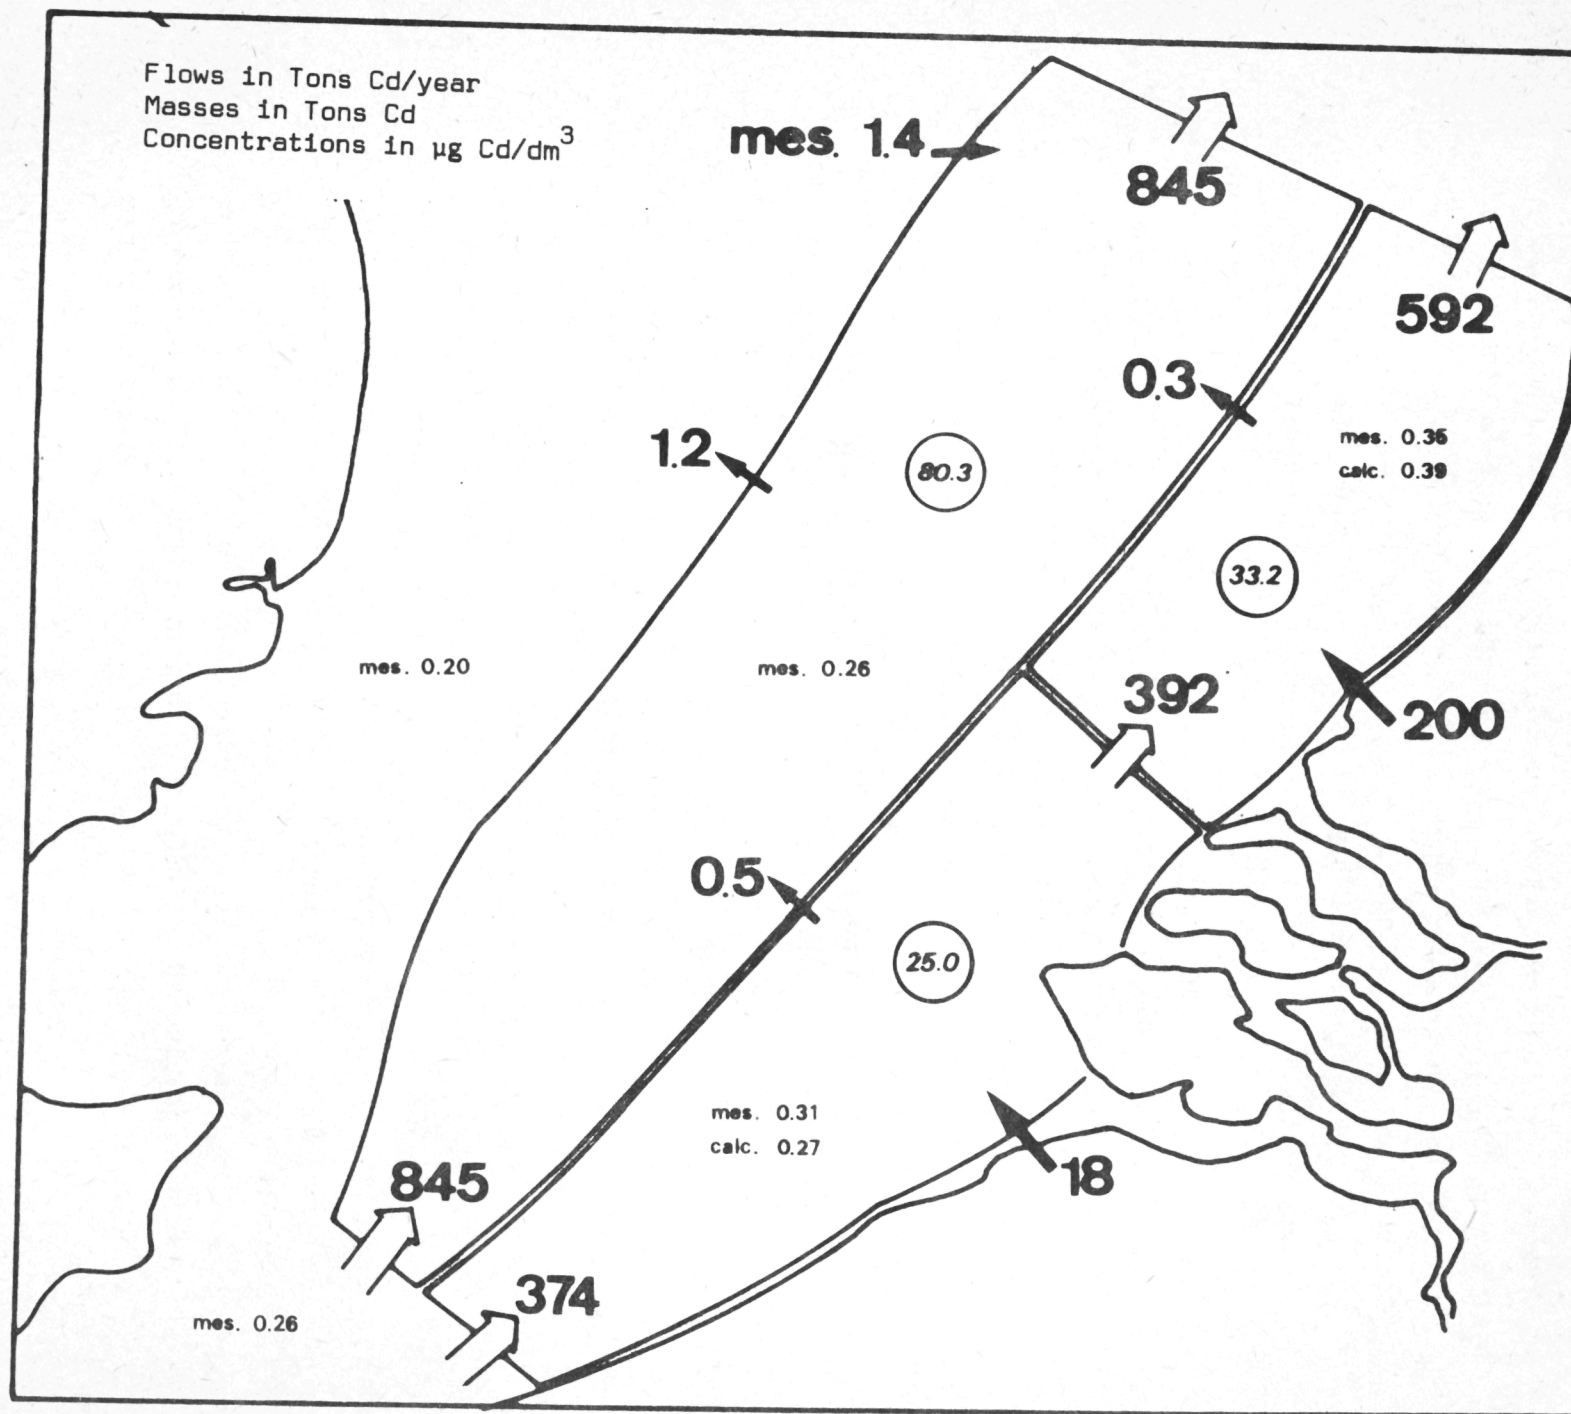 Flows in Tons Cd/year
Masses in Tons Cd
Concentrations in µg Cd/dm³
mes. 1.4
845
592
0.3
1.2
mes. 0.36
calc. 0.39
80.3
33.2
mes. 0.20
mes. 0.26
392
200
0.5
25.0
mes. 0.31
calc. 0.27
18
845
374
mes. 0.26